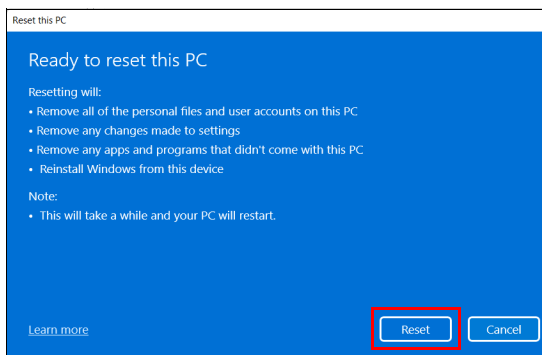 Reset this PC
Ready to reset this PC
Resetting will:
• Remove all of the personal files and user accounts on this PC
• Remove any changes made to settings
• Remove any apps and programs that didn't come with this PC
• Reinstall Windows from this device
Note:
• This will take a while and your PC will restart.
Learn more
Reset
Cancel